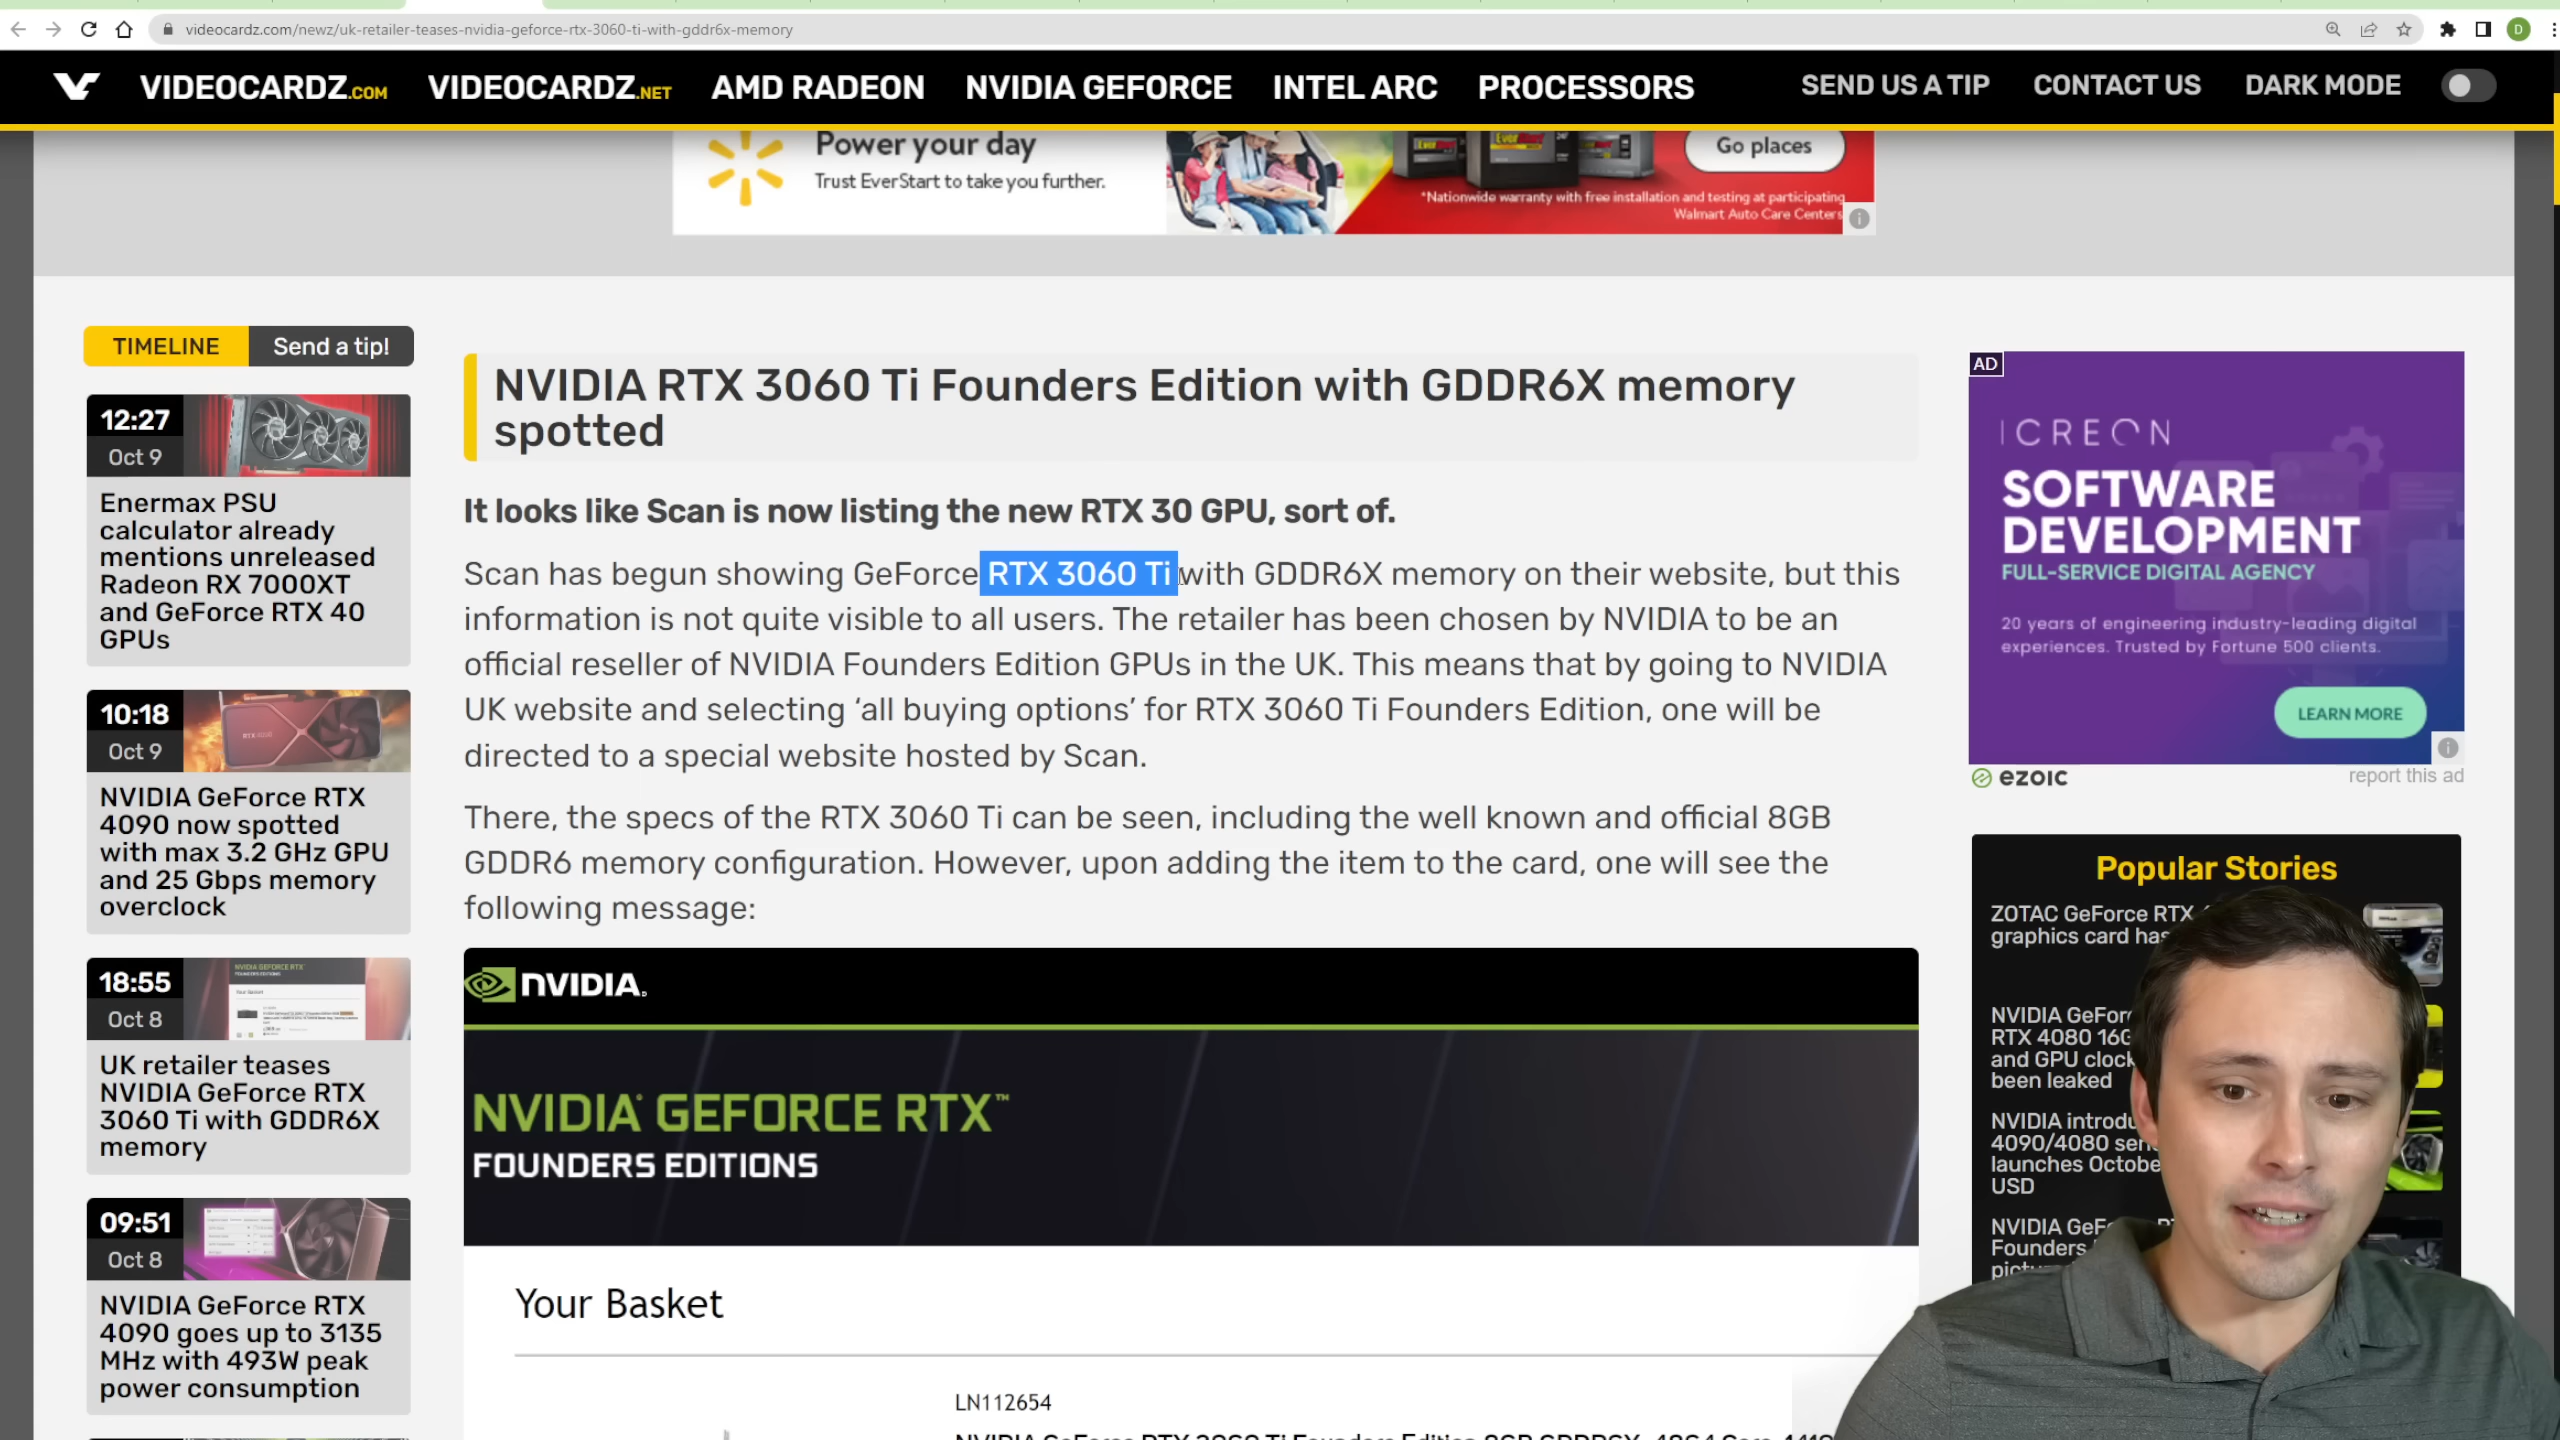 videocardz.com/newz/uk-retailer-teases-nvidia-geforce-rtx-3060-ti-with-gddr6x-memory
D
VIDEOCARDZ.COM VIDEOCARDZ.NET AMD RADEON NVIDIA GEFORCE INTEL ARC PROCESSORS SEND US A TIP CONTACT US DARK MODE
Power your day
Trust EverStart to take you further.
Go places
*Nationwide warranty with free installation and testing at participating
Walmart Auto Care Centers
TIMELINE Send a tip!
12:27
Oct 9
Enermax PSU
calculator already
mentions unreleased
Radeon RX 7000XT
and GeForce RTX 40
GPUs
10:18
Oct 9
NVIDIA GeForce RTX
4090 now spotted
with max 3.2 GHz GPU
and 25 Gbps memory
overclock
18:55
Oct 8
UK retailer teases
NVIDIA GeForce RTX
3060 Ti with GDDR6X
memory
09:51
Oct 8
NVIDIA GeForce RTX
4090 goes up to 3135
MHz with 493W peak
power consumption
NVIDIA RTX 3060 Ti Founders Edition with GDDR6X memory
spotted
It looks like Scan is now listing the new RTX 30 GPU, sort of.
Scan has begun showing GeForce RTX 3060 Ti with GDDR6X memory on their website, but this
information is not quite visible to all users. The retailer has been chosen by NVIDIA to be an
official reseller of NVIDIA Founders Edition GPUs in the UK. This means that by going to NVIDIA
UK website and selecting ‘all buying options’ for RTX 3060 Ti Founders Edition, one will be
directed to a special website hosted by Scan.
There, the specs of the RTX 3060 Ti can be seen, including the well known and official 8GB
GDDR6 memory configuration. However, upon adding the item to the card, one will see the
following message:
NVIDIA.
NVIDIA GEFORCE RTX™
FOUNDERS EDITIONS
Your Basket
LN112654
AD
ICREON
SOFTWARE
DEVELOPMENT
FULL-SERVICE DIGITAL AGENCY
20 years of engineering industry-leading digital
experiences. Trusted by Fortune 500 clients.
LEARN MORE
ezoic report this ad
Popular Stories
ZOTAC GeForce RTX
graphics card has
NVIDIA GeFor
RTX 4080 16G
and GPU clock
been leaked
NVIDIA introdu
4090/4080 seri
launches Octobe
USD
NVIDIA GeF
Founders
pict